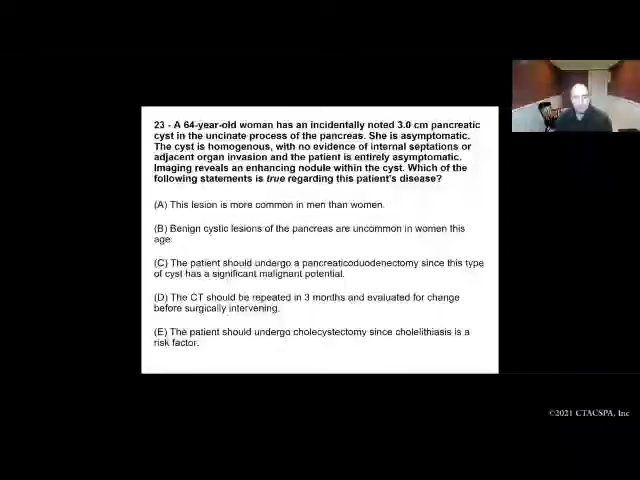 23 - A 64-year-old woman has an incidentally noted 3.0 cm pancreatic
cyst in the uncinate process of the pancreas. She is asymptomatic.
The cyst is homogenous, with no evidence of internal septations or
adjacent organ invasion and the patient is entirely asymptomatic.
Imaging reveals an enhancing nodule within the cyst. Which of the
following statements is true regarding this patient's disease?
(A) This lesion is more common in men than women.
(B) Benign cystic lesions of the pancreas are uncommon in women this
age
(C) The patient should undergo a pancreaticoduodenectomy since this type
of cyst has a significant malignant potential.
(D) The CT should be repeated in 3 months and evaluated for change
before surgically intervening.
(E) The patient should undergo cholecystectomy since cholelithiasis is a
risk factor.
©2021 CTACSPA, Inc